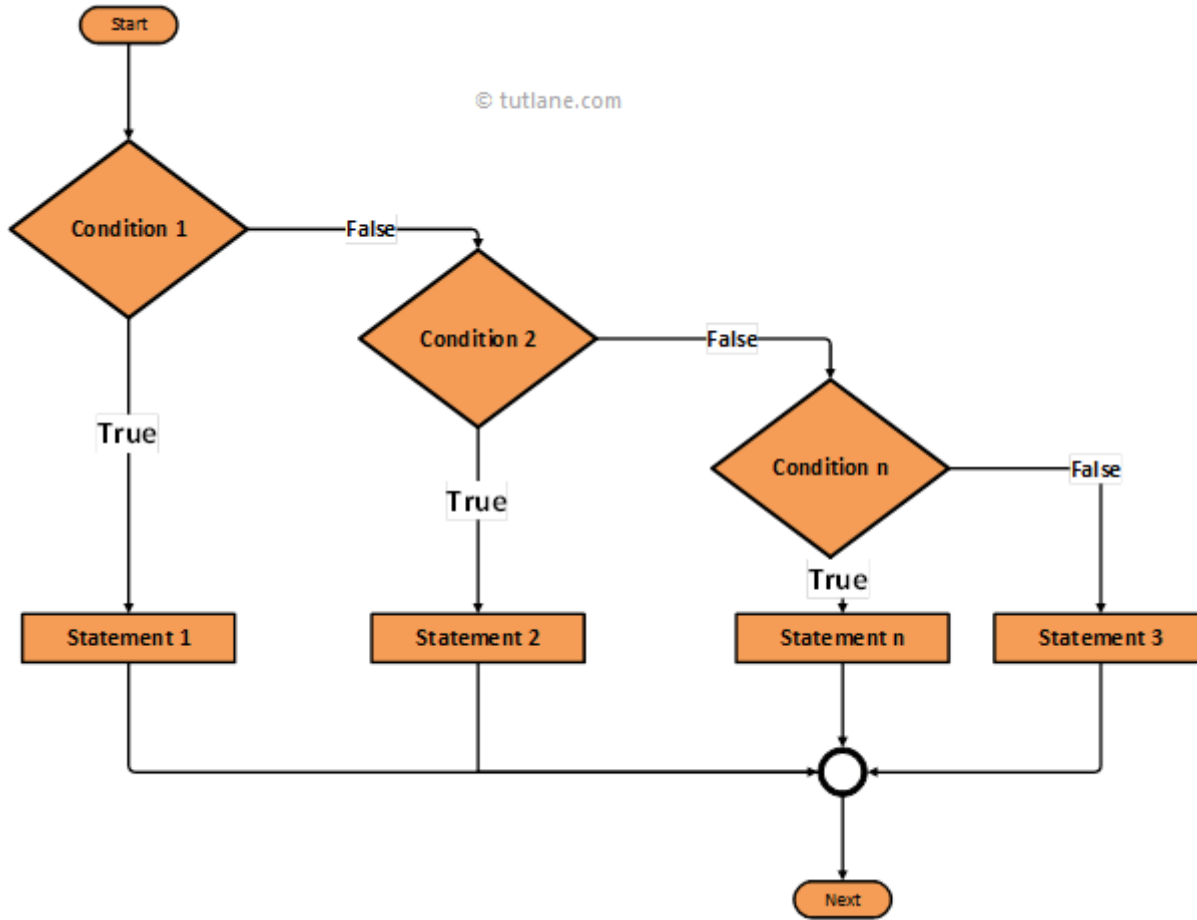 Start
© tutlane.com
Condition 1
False
Condition 2
False
True
Condition n
False
True
True
Statement 1
Statement 2
Statement n
Statement 3
Next